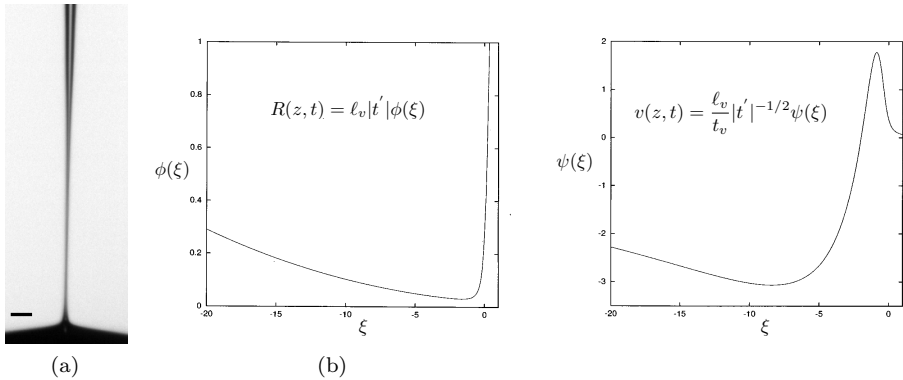 1
0.8
0.6
0.4
0.2
0
-20
-15
-10
-5
0
ϕ(ξ)
ξ
R(z, t) = ℓ_v|t′|ϕ(ξ)
2
1
0
-1
-2
-3
-20
-15
-10
-5
0
ψ(ξ)
ξ
v(z, t) = ℓ_v/t_v |t′|^{−1/2}ψ(ξ)
(a)
(b)